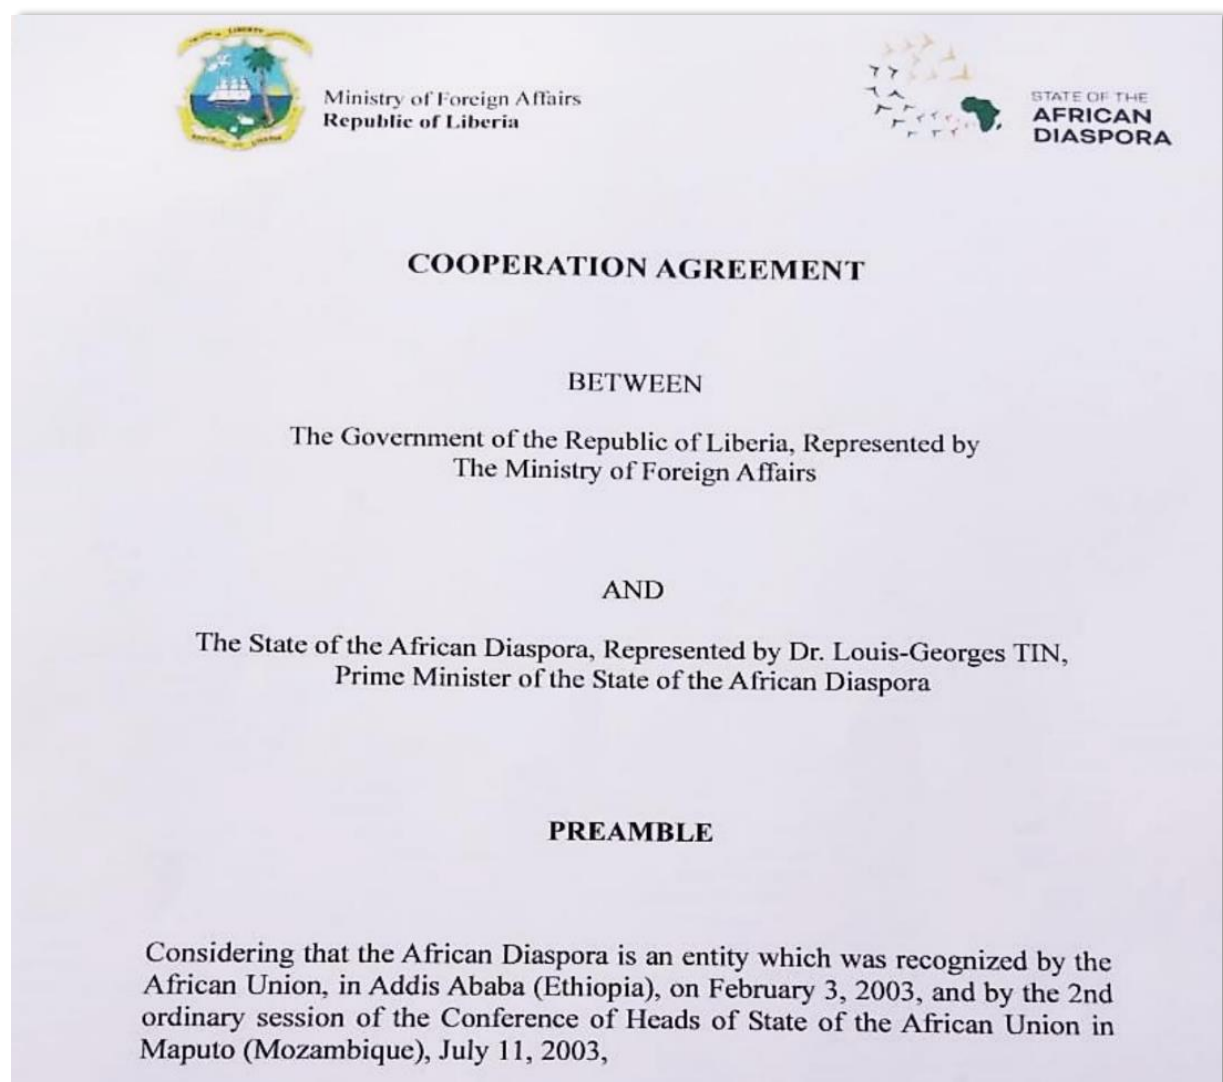 Ministry of Foreign Affairs
Republic of Liberia
STATE OF THE
AFRICAN
DIASPORA
COOPERATION AGREEMENT
BETWEEN
The Government of the Republic of Liberia, Represented by
The Ministry of Foreign Affairs
AND
The State of the African Diaspora, Represented by Dr. Louis-Georges TIN,
Prime Minister of the State of the African Diaspora
PREAMBLE
Considering that the African Diaspora is an entity which was recognized by the
African Union, in Addis Ababa (Ethiopia), on February 3, 2003, and by the 2nd
ordinary session of the Conference of Heads of State of the African Union in
Maputo (Mozambique), July 11, 2003,